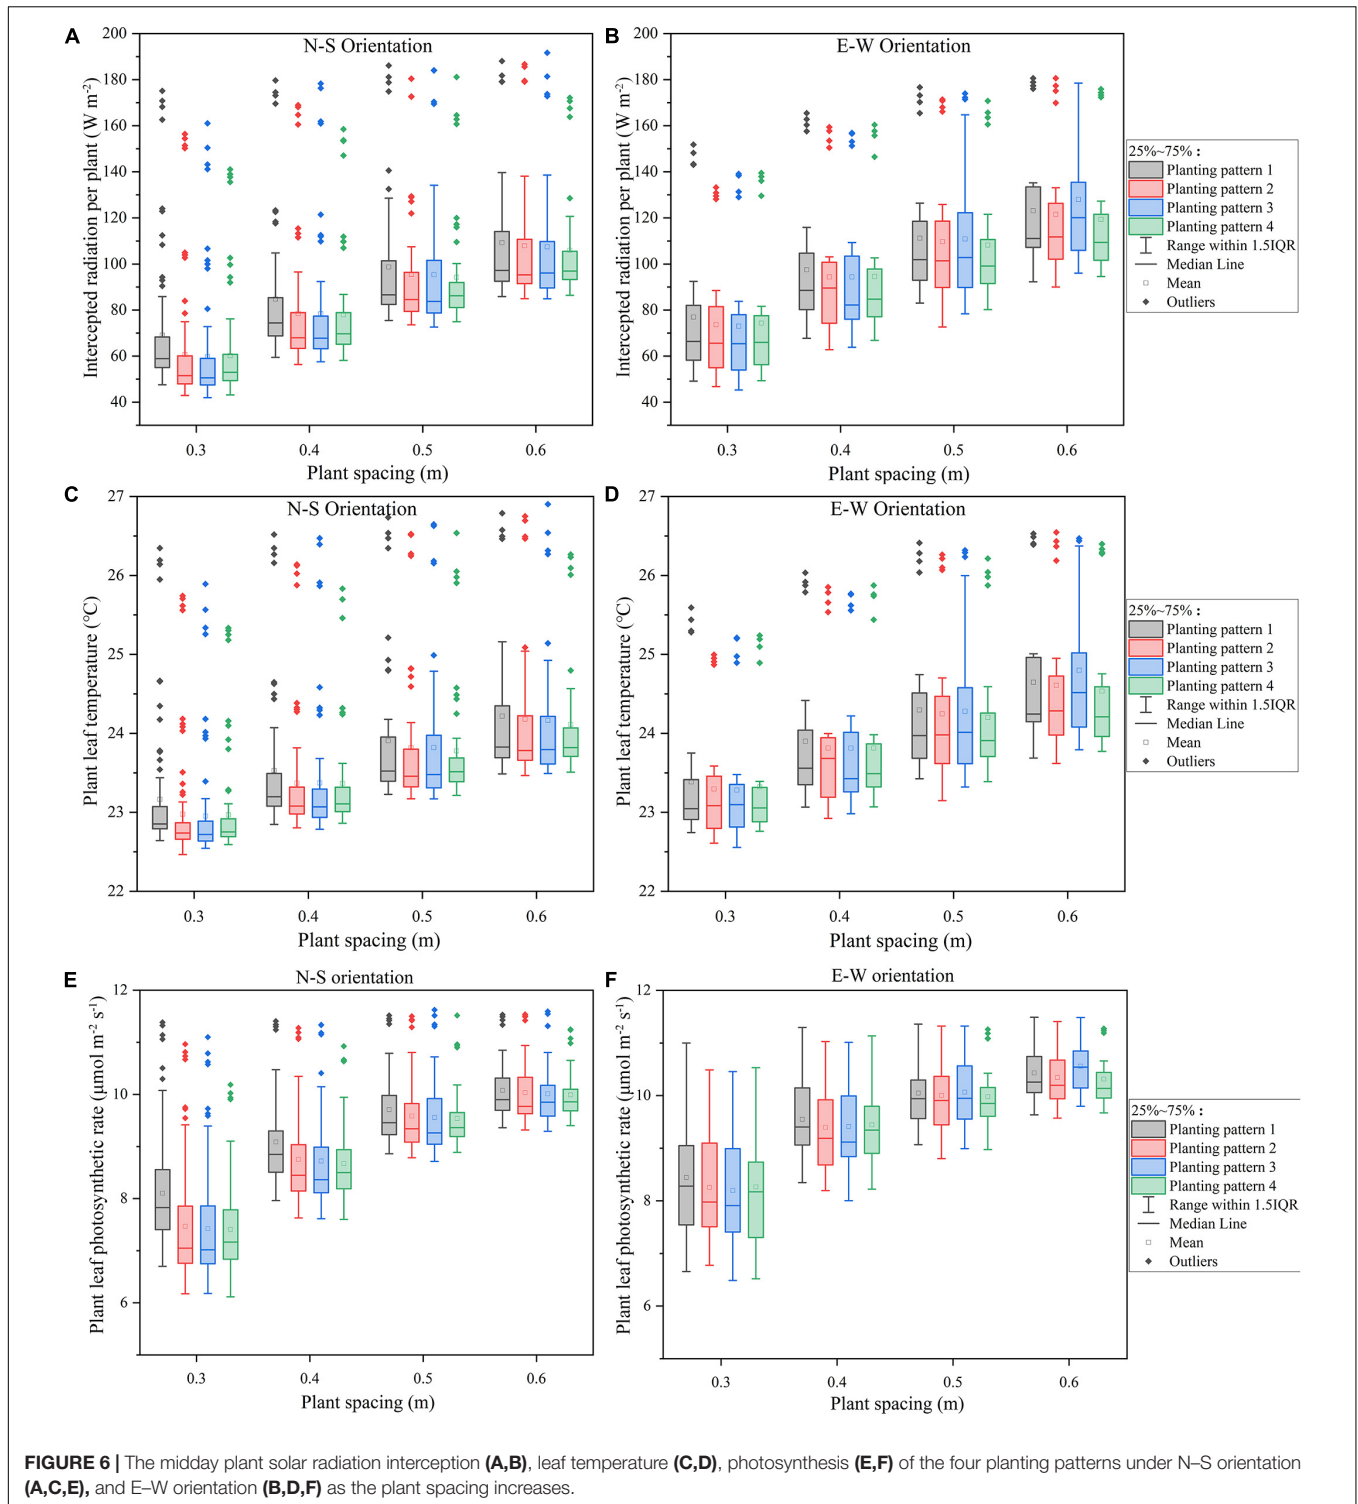 A
N-S Orientation
Intercepted radiation per plant (W m⁻²)
200
180
160
140
120
100
80
60
40
0.3 0.4 0.5 0.6
Plant spacing (m)
B
E-W Orientation
Intercepted radiation per plant (W m⁻²)
200
180
160
140
120
100
80
60
40
0.3 0.4 0.5 0.6
Plant spacing (m)
25%~75% :
Planting pattern 1
Planting pattern 2
Planting pattern 3
Planting pattern 4
Range within 1.5IQR
Median Line
Mean
Outliers
C
N-S Orientation
Plant leaf temperature (°C)
27
26
25
24
23
22
0.3 0.4 0.5 0.6
Plant spacing (m)
D
E-W Orientation
Plant leaf temperature (°C)
27
26
25
24
23
22
0.3 0.4 0.5 0.6
Plant spacing (m)
25%~75% :
Planting pattern 1
Planting pattern 2
Planting pattern 3
Planting pattern 4
Range within 1.5IQR
Median Line
Mean
Outliers
E
N-S orientation
Plant leaf photosynthetic rate (μmol m⁻² s⁻¹)
12
10
8
6
0.3 0.4 0.5 0.6
Plant spacing (m)
F
E-W orientation
Plant leaf photosynthetic rate (μmol m⁻² s⁻¹)
12
10
8
6
0.3 0.4 0.5 0.6
Plant spacing (m)
25%~75% :
Planting pattern 1
Planting pattern 2
Planting pattern 3
Planting pattern 4
Range within 1.5IQR
Median Line
Mean
Outliers
FIGURE 6 | The midday plant solar radiation interception (A,B), leaf temperature (C,D), photosynthesis (E,F) of the four planting patterns under N–S orientation
(A,C,E), and E–W orientation (B,D,F) as the plant spacing increases.